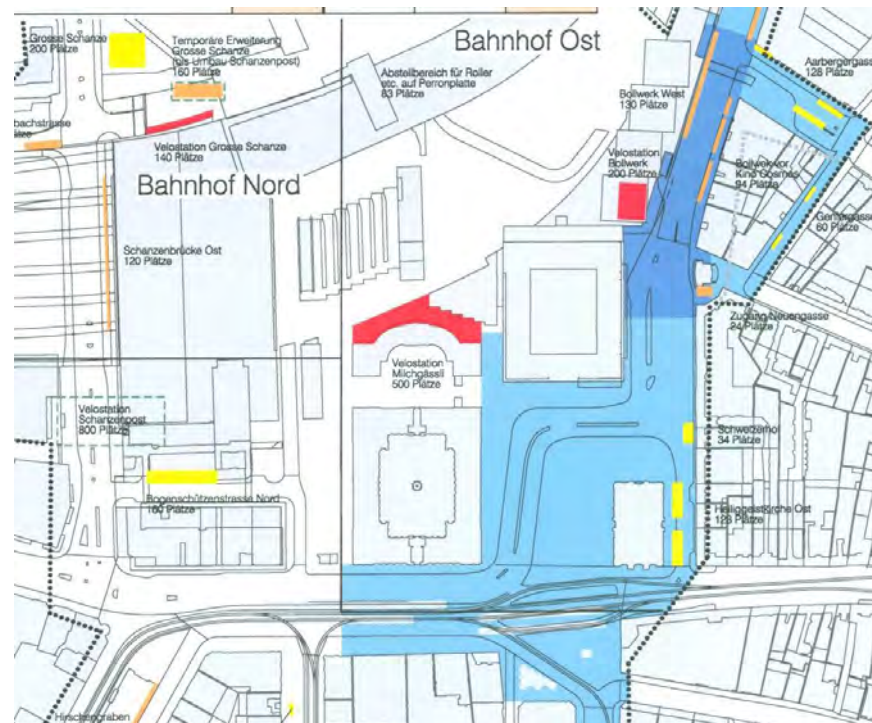 Bahnhof Ost
Grosse Schanze
200 Plätze
Temporäre Erweiterung
Grosse Schanze
(bis Umbau Schanzenpost)
160 Plätze
Abstellbereich für Roller
etc. auf Perronplatte
83 Plätze
Bollwerk West
130 Plätze
Aarbergergasse
128 Plätze
bachstrasse
lätze
Velostation Grosse Schanze
140 Plätze
Velostation
Bollwerk
200 Plätze
Bollwerk vor
Kino Cosmos
94 Plätze
Bahnhof Nord
60 Plätze
Schanzenbrücke Ost
120 Plätze
Zugang Neuengasse
24 Plätze
Velostation
Milchgässli
500 Plätze
Velostation
Schanzenpost
800 Plätze
Schweizerhof
34 Plätze
Bogenschützenstrasse Nord
160 Plätze
Heiliggeistkirche Ost
128 Plätze
Hirschengraben